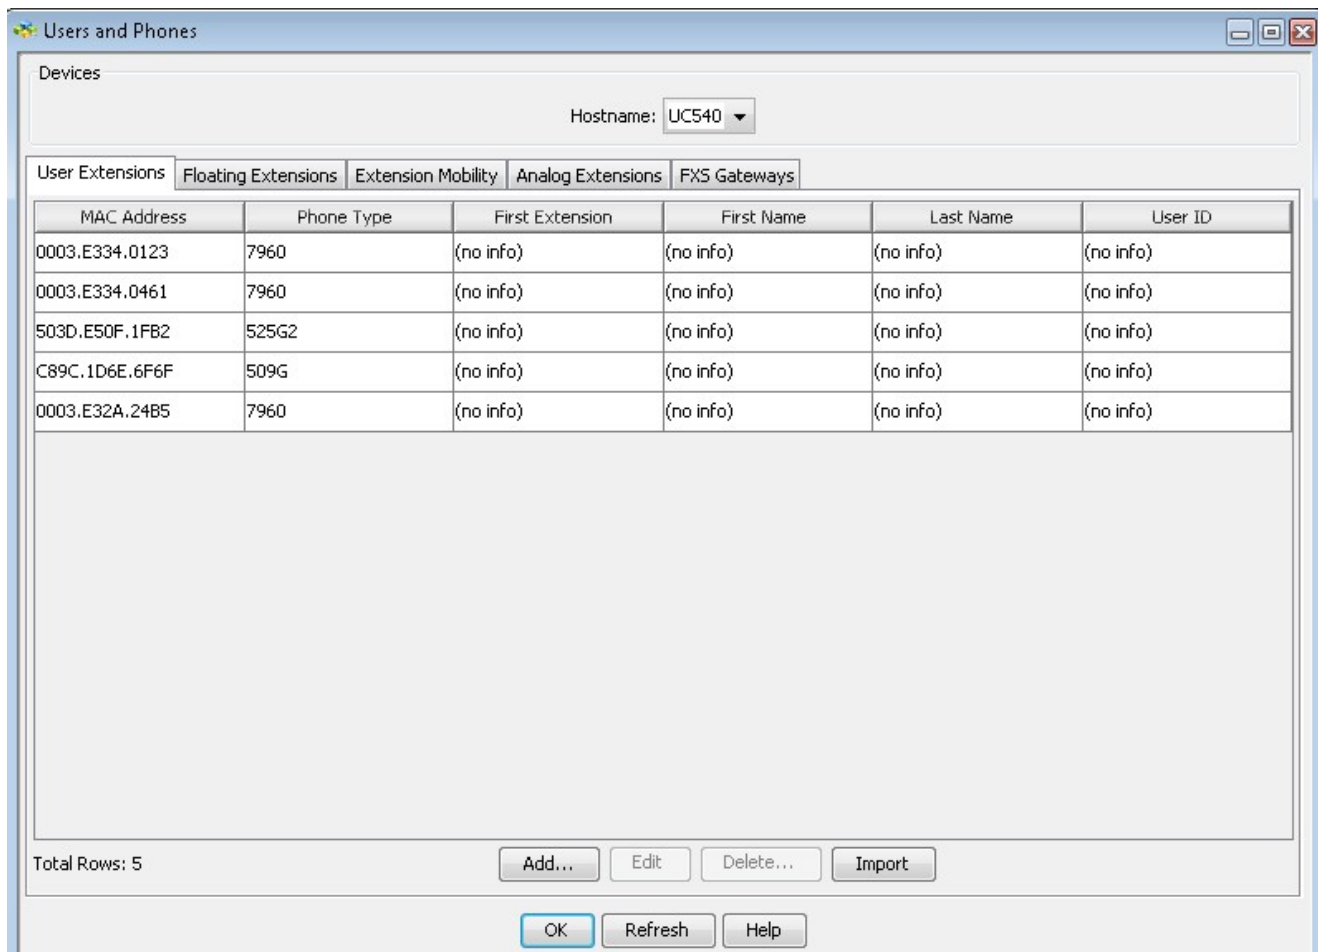 Users and Phones
Devices
Hostname: UC540
User Extensions Floating Extensions Extension Mobility Analog Extensions FXS Gateways
MAC Address Phone Type First Extension First Name Last Name User ID
0003.E334.0123 7960 (no info) (no info) (no info) (no info)
0003.E334.0461 7960 (no info) (no info) (no info) (no info)
503D.E50F.1FB2 525G2 (no info) (no info) (no info) (no info)
C89C.1D6E.6F6F 509G (no info) (no info) (no info) (no info)
0003.E32A.24B5 7960 (no info) (no info) (no info) (no info)
Total Rows: 5 Add... Edit Delete... Import
OK Refresh Help